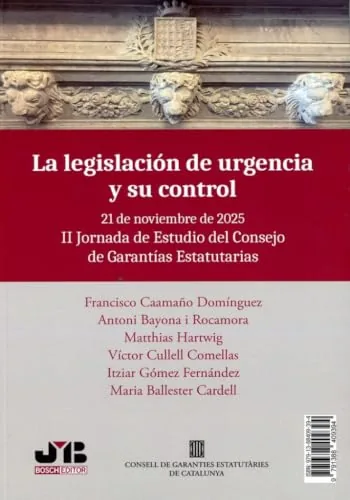 La legislación de urgencia
y su control
21 de noviembre de 2025
II Jornada de Estudio del Consejo
de Garantías Estatutarias
Francisco Caamaño Domínguez
Antoni Bayona i Rocamora
Matthias Hartwig
Víctor Cullell Comellas
Itziar Gómez Fernández
Maria Ballester Cardell
JMB
BOSCH EDITOR
CONSELL DE GARANTIES ESTATUTÀRIES
DE CATALUNYA